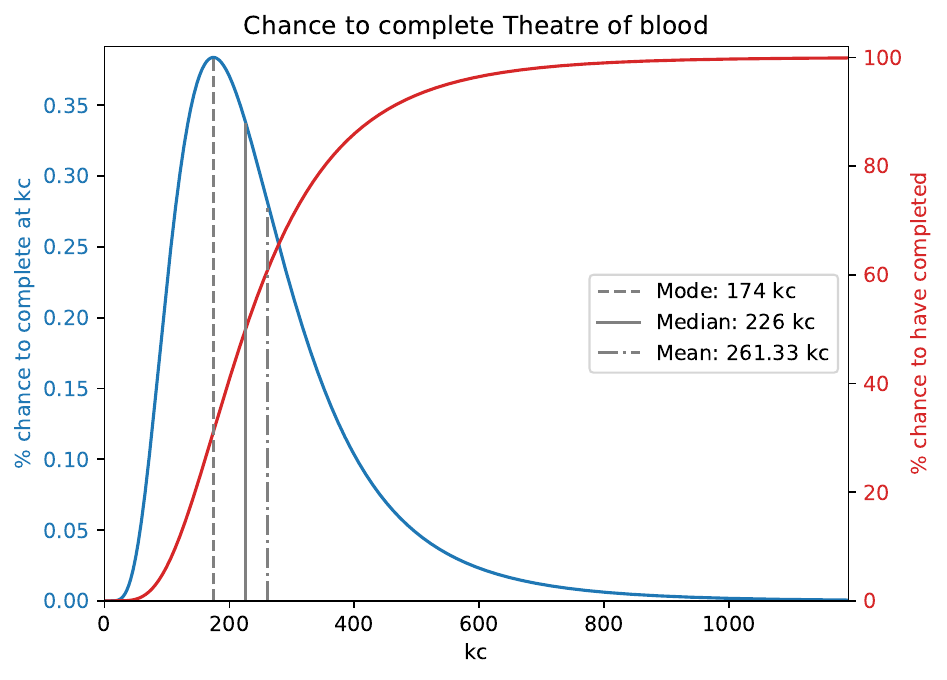 Chance to complete Theatre of blood
% chance to complete at kc
0.35
0.30
0.25
0.20
0.15
0.10
0.05
0.00
100
80
60
40
20
0
% chance to have completed
Mode: 174 kc
Median: 226 kc
Mean: 261.33 kc
0 200 400 600 800 1000
kc